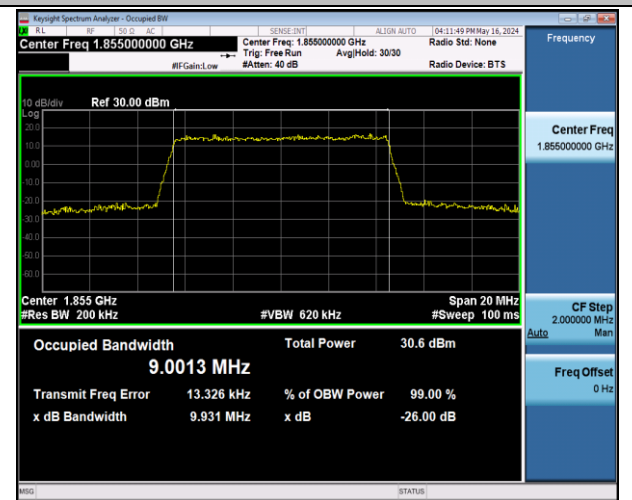 Keysight Spectrum Analyzer - Occupied BW
RL RF 50 Ω AC SENSE:INT ALIGN AUTO 04:11:49 PM May 16, 2024
Center Freq 1.855000000 GHz
Center Freq: 1.855000000 GHz Radio Std: None
Trig: Free Run Avg|Hold: 30/30
#IFGain:Low #Atten: 40 dB Radio Device: BTS
Frequency
10 dB/div Ref 30.00 dBm
Log
20.0
10.0
0.00
-10.0
-20.0
-30.0
-40.0
-50.0
-60.0
Center 1.855 GHz Span 20 MHz
#Res BW 200 kHz #VBW 620 kHz #Sweep 100 ms
Occupied Bandwidth Total Power 30.6 dBm
9.0013 MHz
Transmit Freq Error 13.326 kHz % of OBW Power 99.00 %
x dB Bandwidth 9.931 MHz x dB -26.00 dB
Center Freq
1.855000000 GHz
CF Step
2.000000 MHz
Auto Man
Freq Offset
0 Hz
MSG STATUS